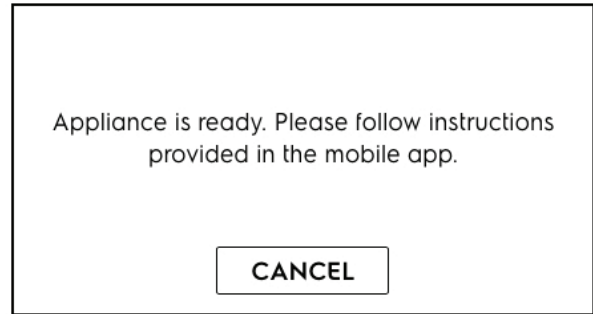 Appliance is ready. Please follow instructions
provided in the mobile app.
CANCEL